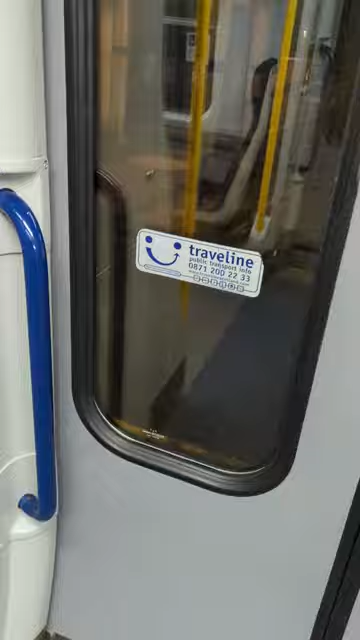 traveline
public transport info
0871 200 22 33